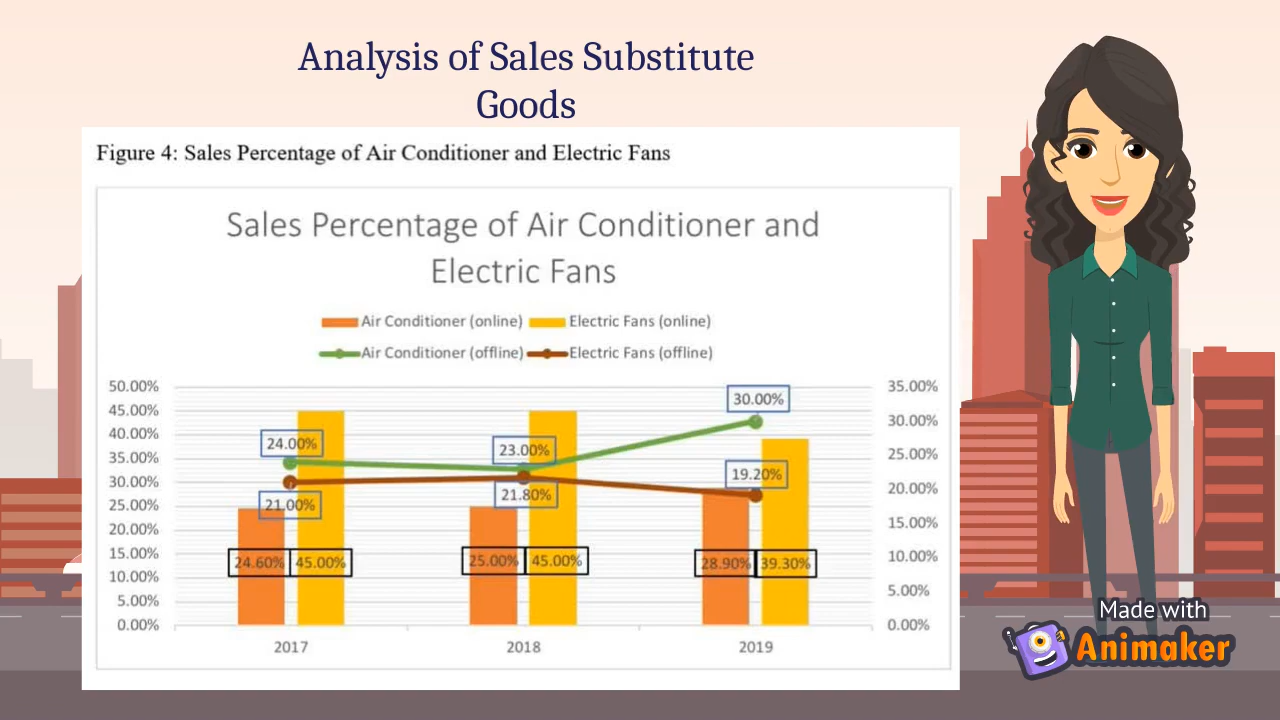 Analysis of Sales Substitute
Goods
Figure 4: Sales Percentage of Air Conditioner and Electric Fans
Sales Percentage of Air Conditioner and
Electric Fans
Air Conditioner (online) Electric Fans (online)
Air Conditioner (offline) Electric Fans (offline)
50.00% 35.00%
45.00% 30.00%
40.00% 25.00%
35.00% 20.00%
30.00% 15.00%
25.00% 10.00%
20.00% 5.00%
15.00% 0.00%
10.00%
5.00%
0.00%
24.00% 23.00% 30.00%
21.00% 21.80% 19.20%
24.60% 45.00% 25.00% 45.00% 28.90% 39.30%
2017 2018 2019
Made with
Animaker